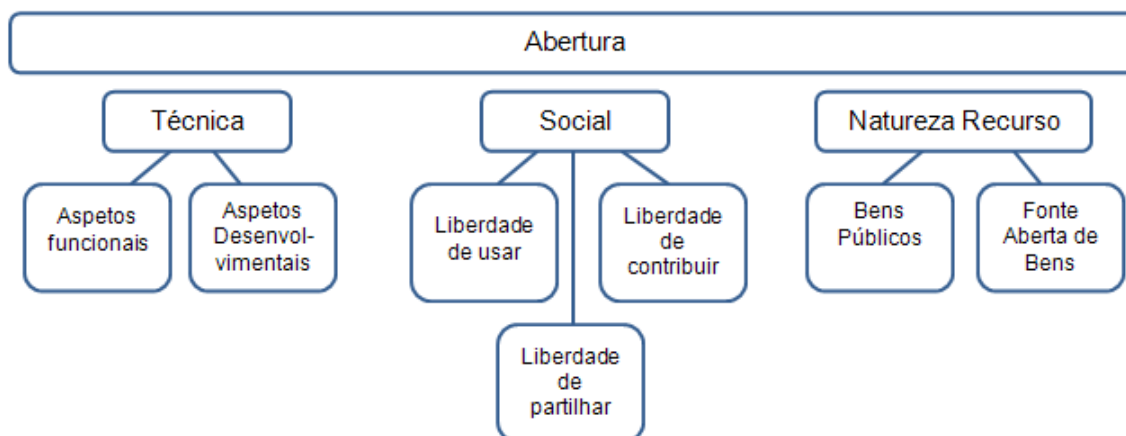 Abertura
Técnica
Social
Natureza Recurso
Aspetos
funcionais
Aspetos
Desenvol-
vimentais
Liberdade
de usar
Liberdade
de
contribuir
Liberdade
de
partilhar
Bens
Públicos
Fonte
Aberta de
Bens